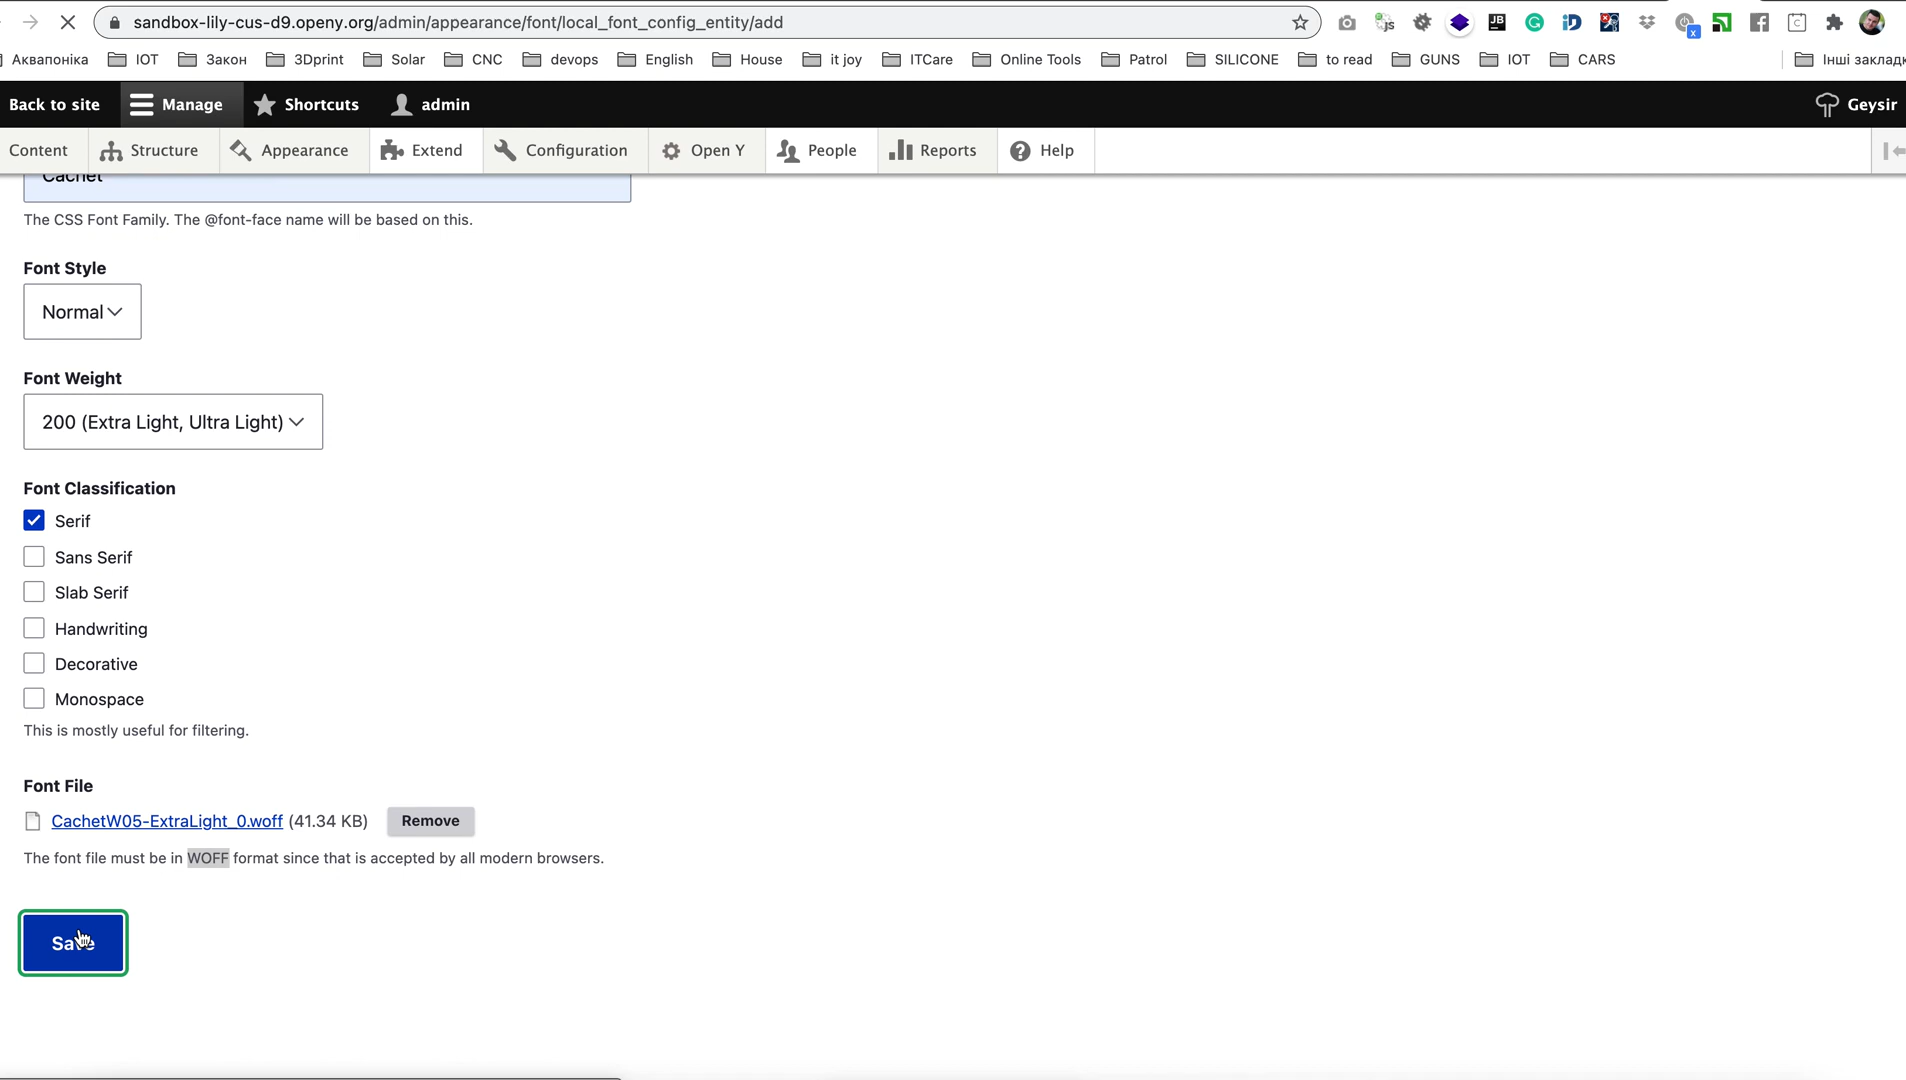 sandbox-lily-cus-d9.openy.org/admin/appearance/font/local_font_config_entity/add
Аквапоніка IOT Закон 3Dprint Solar CNC devops English House it joy ITCare Online Tools Patrol SILICONE to read GUNS IOT CARS Інші заклад
Back to site Manage Shortcuts admin Geysir
Content Structure Appearance Extend Configuration Open Y People Reports Help
Cachet
The CSS Font Family. The @font-face name will be based on this.
Font Style
Normal
Font Weight
200 (Extra Light, Ultra Light)
Font Classification
Serif
Sans Serif
Slab Serif
Handwriting
Decorative
Monospace
This is mostly useful for filtering.
Font File
CachetW05-ExtraLight_0.woff (41.34 KB) Remove
The font file must be in WOFF format since that is accepted by all modern browsers.
Save